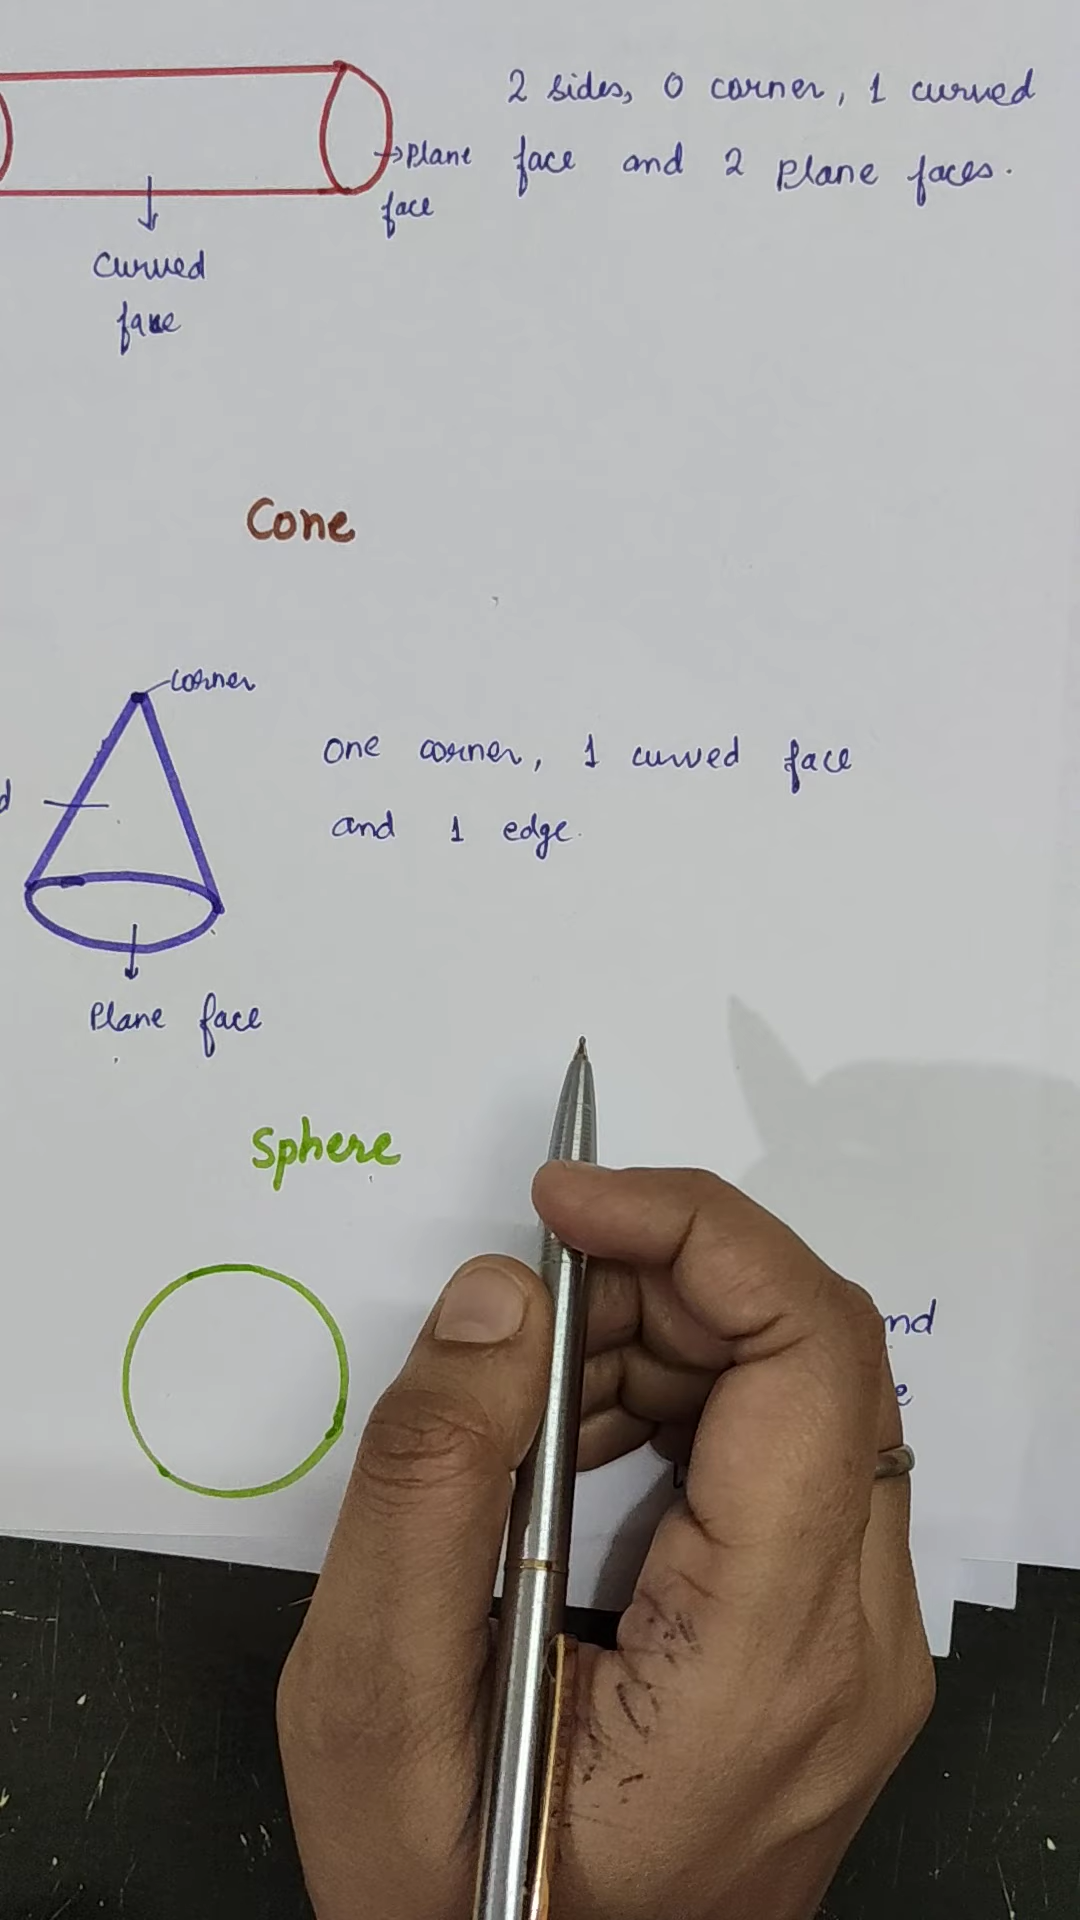 2 sides, 0 corner, 1 curved
face and 2 Plane faces.
Plane
face
Curved
face
Cone
corner
one corner, 1 curved face
and 1 edge.
Plane face
Sphere